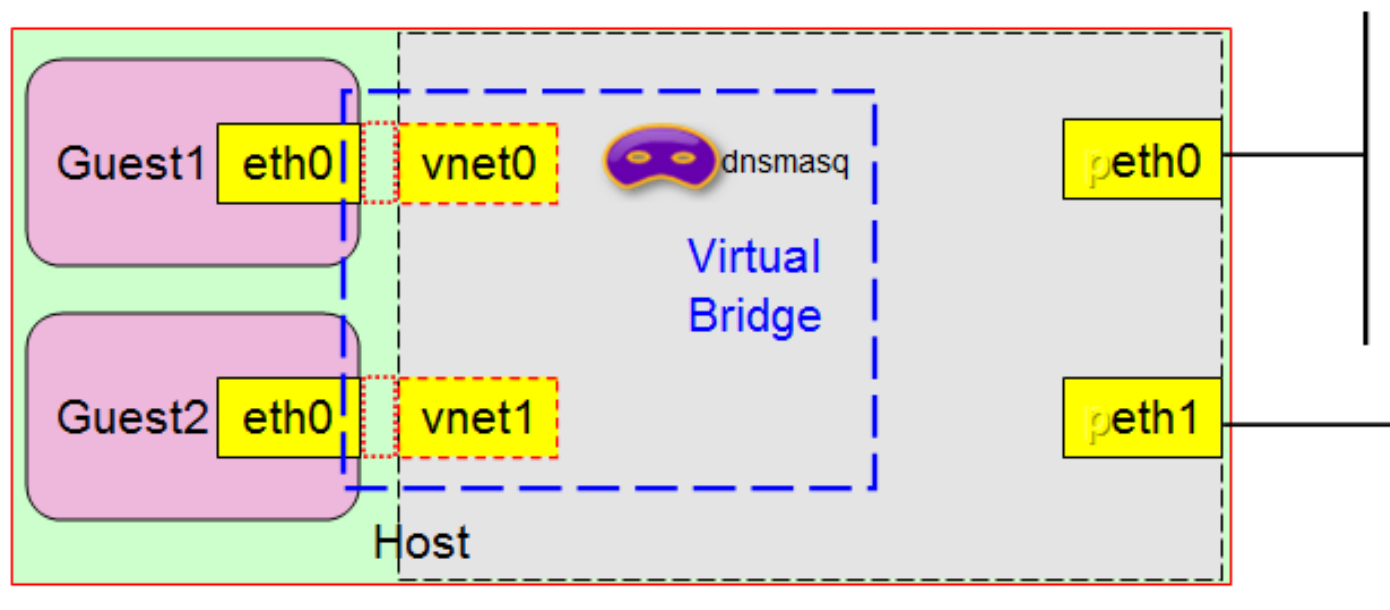 Guest1 eth0 vnet0 dnsmasq peth0
Virtual
Bridge
Guest2 eth0 vnet1 peth1
Host